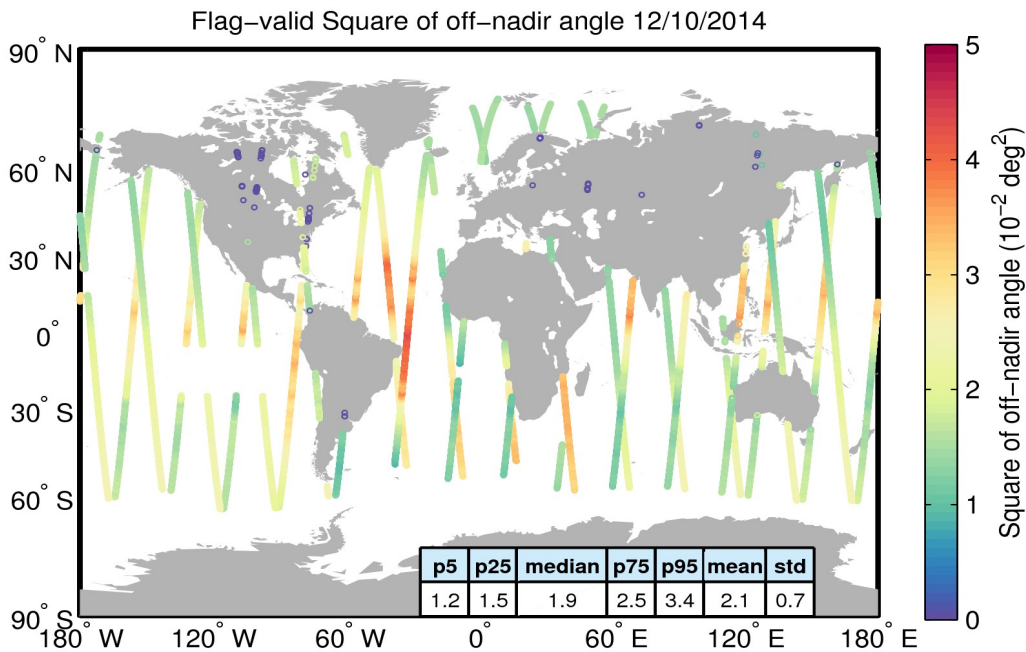 Flag−valid Square of off−nadir angle 12/10/2014
90° N
60° N
30° N
0°
30° S
60° S
90° S
180° W
120° W
60° W
0°
60° E
120° E
180° E
p5 p25 median p75 p95 mean std
1.2 1.5 1.9 2.5 3.4 2.1 0.7
5
4
3
2
1
0
Square of off−nadir angle (10⁻² deg²)